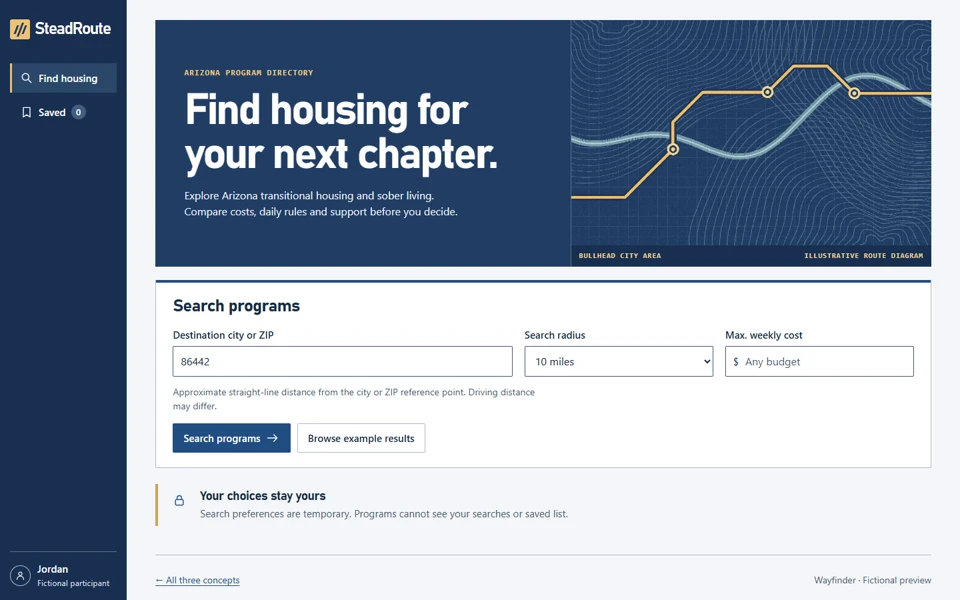 SteadRoute
Find housing
Saved 0
ARIZONA PROGRAM DIRECTORY
Find housing for
your next chapter.
Explore Arizona transitional housing and sober living.
Compare costs, daily rules and support before you decide.
BULLHEAD CITY AREA
ILLUSTRATIVE ROUTE DIAGRAM
Search programs
Destination city or ZIP
86442
Search radius
10 miles
Max. weekly cost
$ Any budget
Approximate straight-line distance from the city or ZIP reference point. Driving distance
may differ.
Search programs →
Browse example results
Your choices stay yours
Search preferences are temporary. Programs cannot see your searches or saved list.
Jordan
Fictional participant
← All three concepts
Wayfinder · Fictional preview